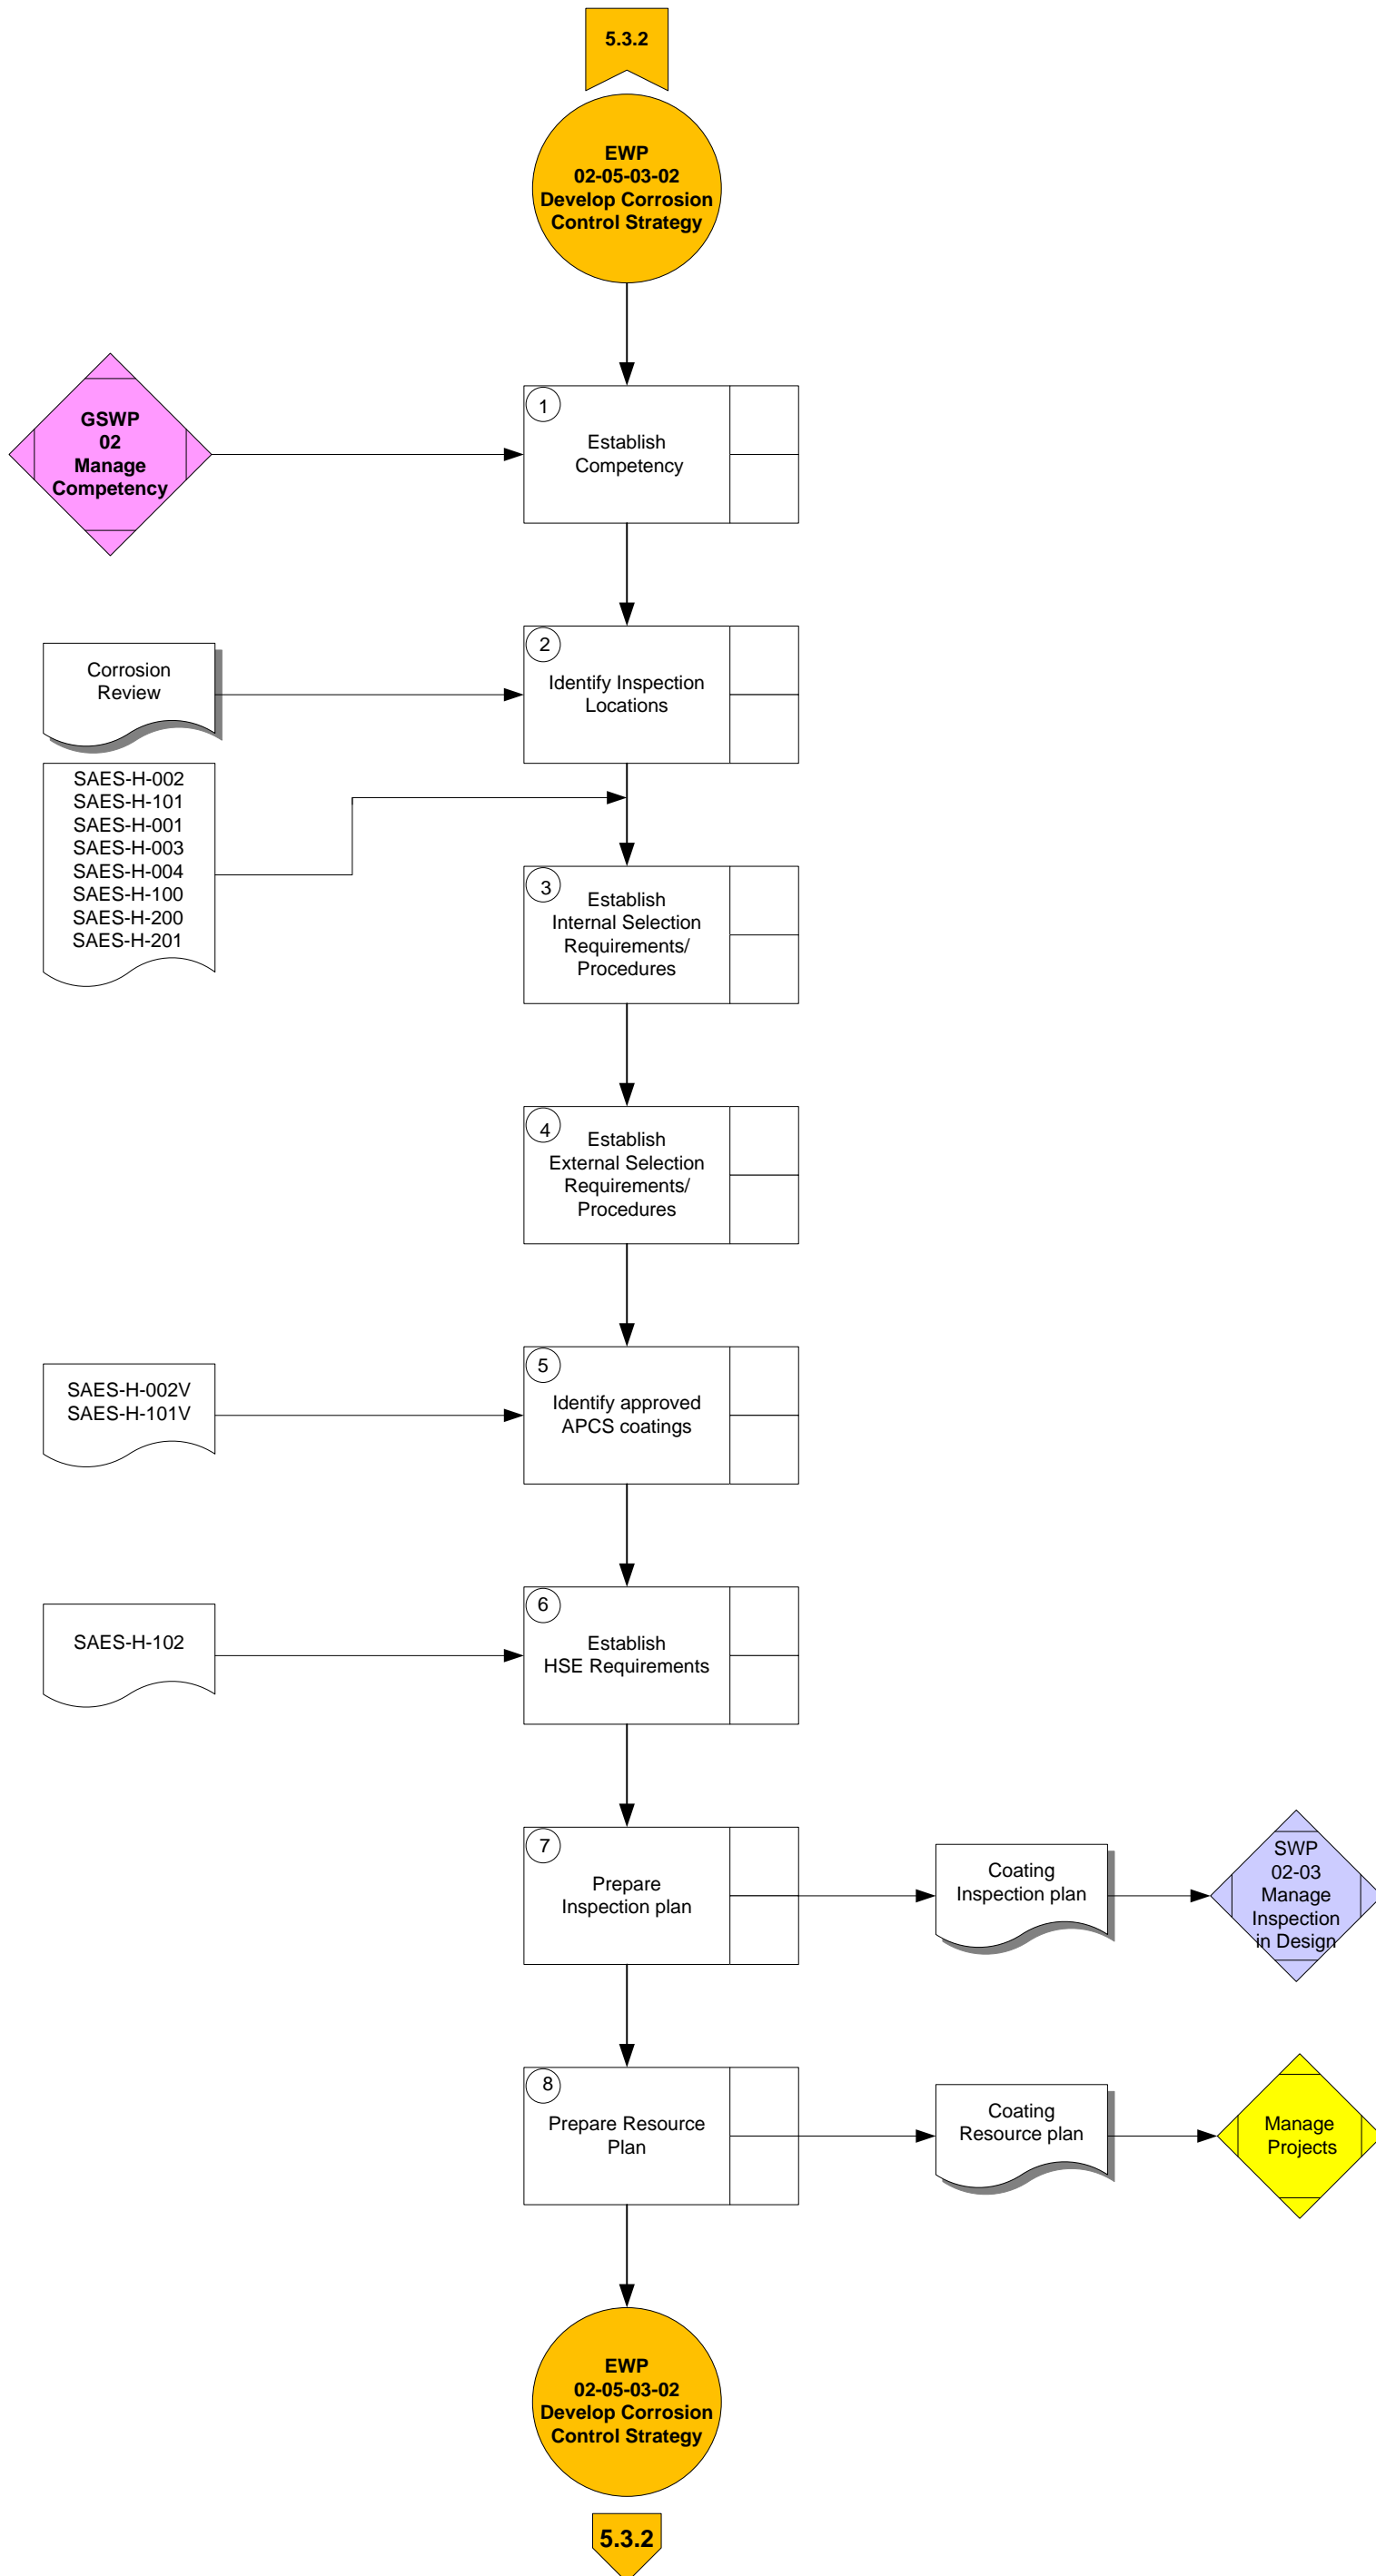 5.3.2
EWP
02-05-03-02
Develop Corrosion
Control Strategy
GSWP
02
Manage
Competency
1
Establish
Competency
Corrosion
Review
2
Identify Inspection
Locations
SAES-H-002
SAES-H-101
SAES-H-001
SAES-H-003
SAES-H-004
SAES-H-100
SAES-H-200
SAES-H-201
3
Establish
Internal Selection
Requirements/
Procedures
4
Establish
External Selection
Requirements/
Procedures
SAES-H-002V
SAES-H-101V
5
Identify approved
APCS coatings
SAES-H-102
6
Establish
HSE Requirements
7
Prepare
Inspection plan
Coating
Inspection plan
SWP
02-03
Manage
Inspection
in Design
8
Prepare Resource
Plan
Coating
Resource plan
Manage
Projects
EWP
02-05-03-02
Develop Corrosion
Control Strategy
5.3.2